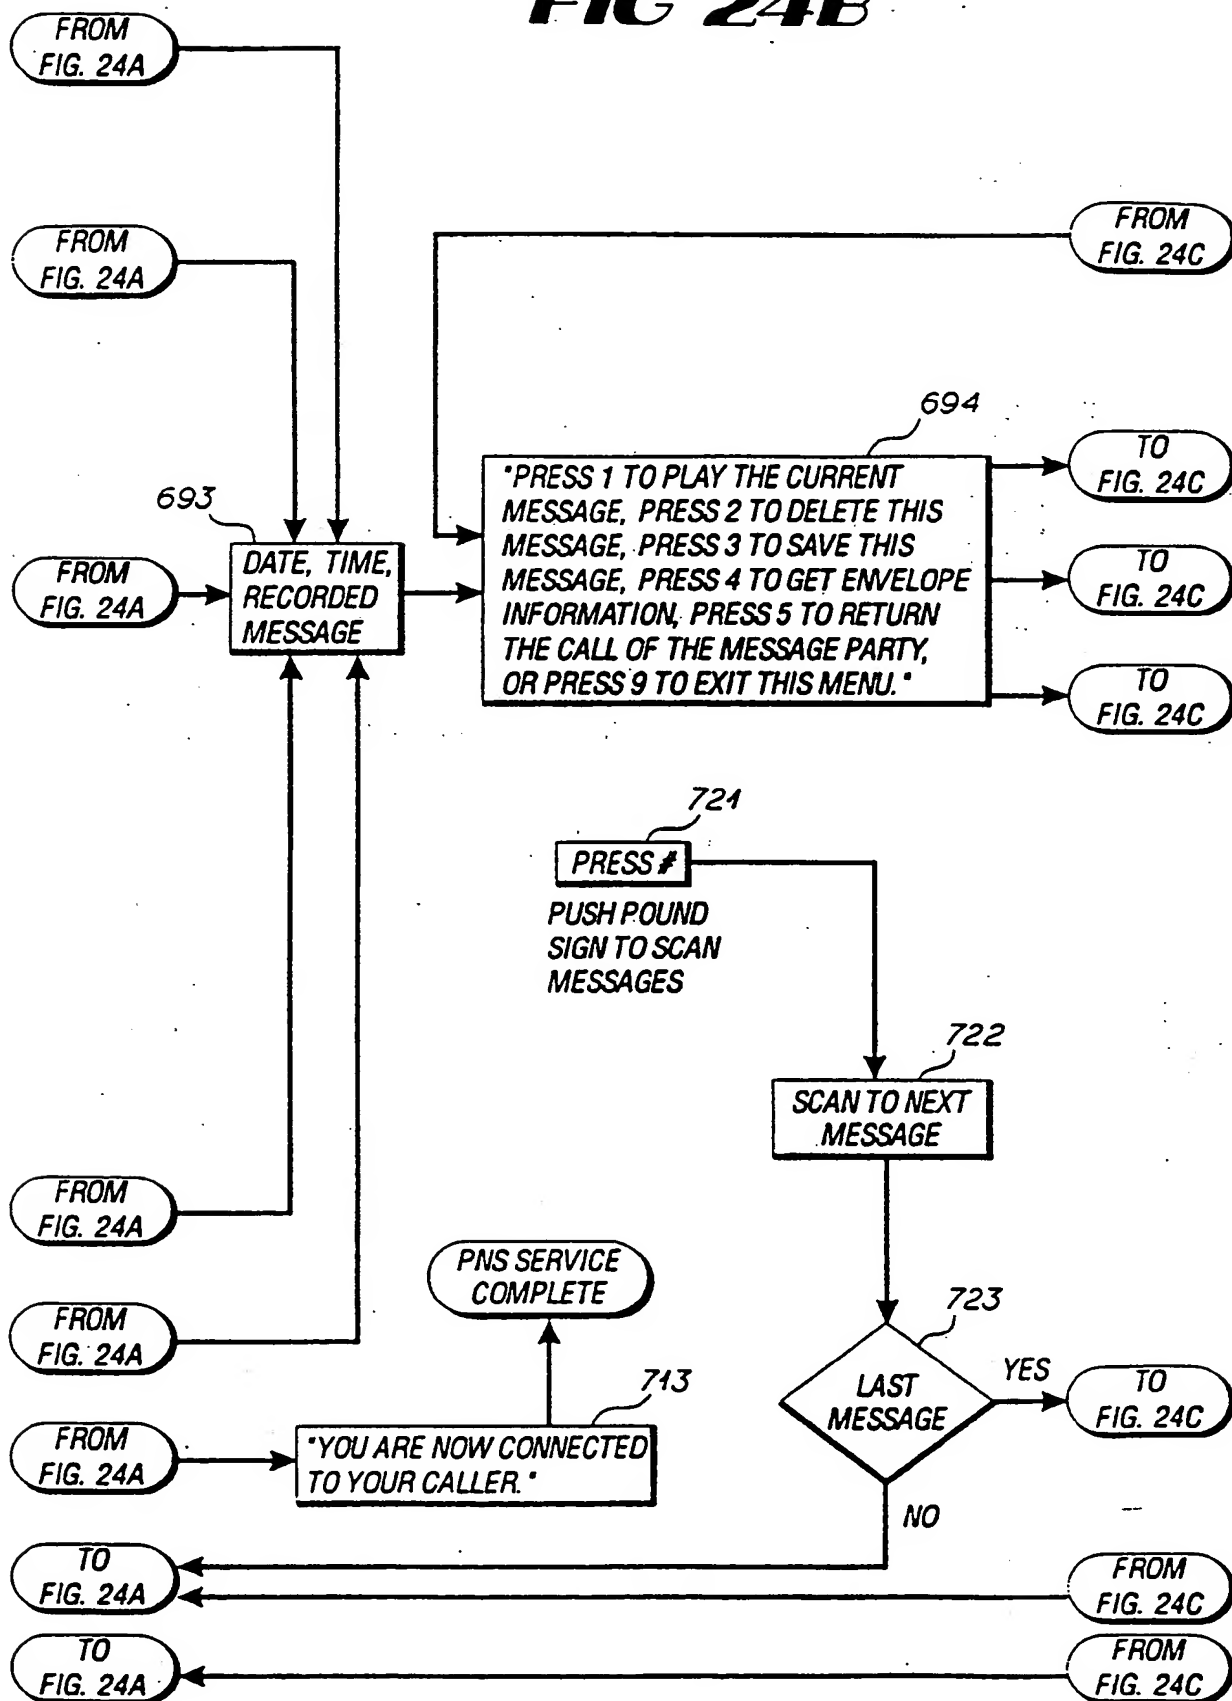 FIG 24B
FROM
FIG. 24A
FROM
FIG. 24A
FROM
FIG. 24C
694
"PRESS 1 TO PLAY THE CURRENT
MESSAGE, PRESS 2 TO DELETE THIS
MESSAGE, PRESS 3 TO SAVE THIS
MESSAGE, PRESS 4 TO GET ENVELOPE
INFORMATION, PRESS 5 TO RETURN
THE CALL OF THE MESSAGE PARTY,
OR PRESS 9 TO EXIT THIS MENU."
TO
FIG. 24C
TO
FIG. 24C
TO
FIG. 24C
693
FROM
FIG. 24A
DATE, TIME,
RECORDED
MESSAGE
721
PRESS #
PUSH POUND
SIGN TO SCAN
MESSAGES
722
SCAN TO NEXT
MESSAGE
FROM
FIG. 24A
PNS SERVICE
COMPLETE
723
FROM
FIG. 24A
LAST
MESSAGE
YES
TO
FIG. 24C
713
FROM
FIG. 24A
"YOU ARE NOW CONNECTED
TO YOUR CALLER."
NO
TO
FIG. 24A
FROM
FIG. 24C
TO
FIG. 24A
FROM
FIG. 24C